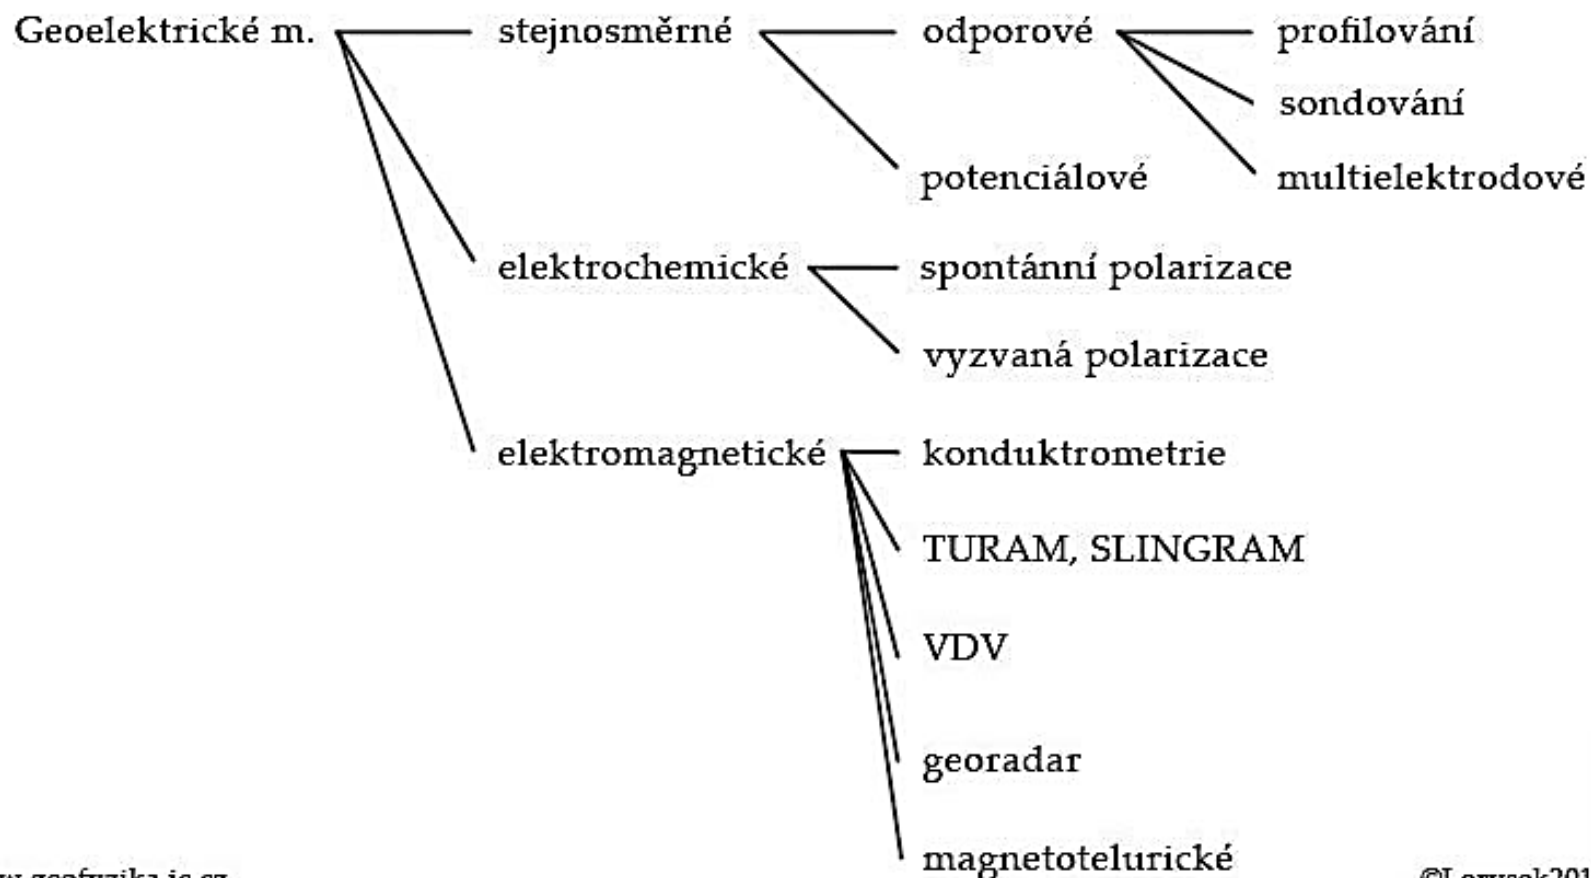 Geoelektrické m.
stejnosměrné
odporové
profilování
sondování
multielektrodové
potenciálové
elektrochemické
spontánní polarizace
vyzvaná polarizace
elektromagnetické
konduktrometrie
TURAM, SLINGRAM
VDV
georadar
magnetotelurické